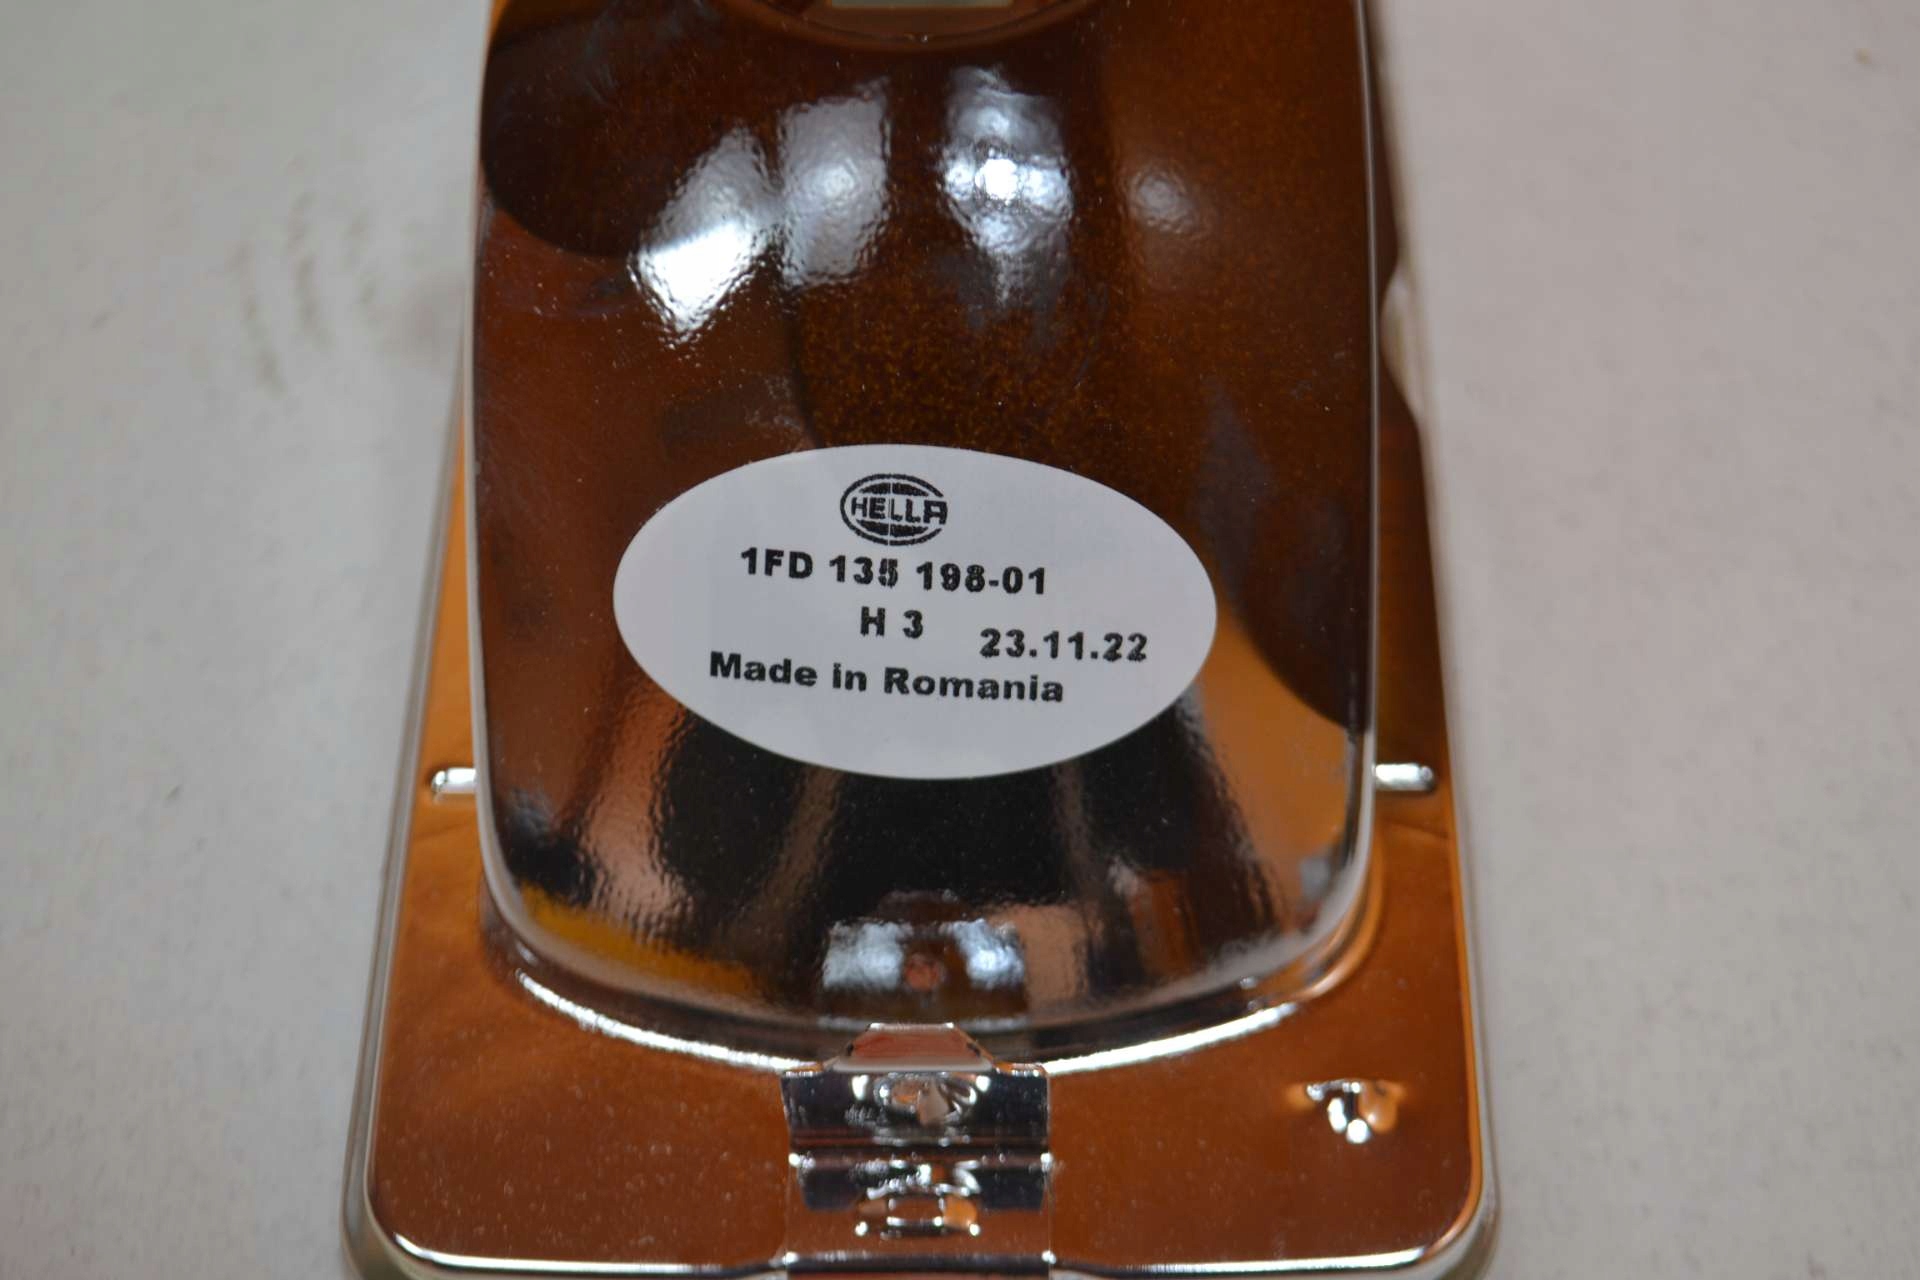 HELLA
1FD 135 198-01
H 3 23.11.22
Made in Romania